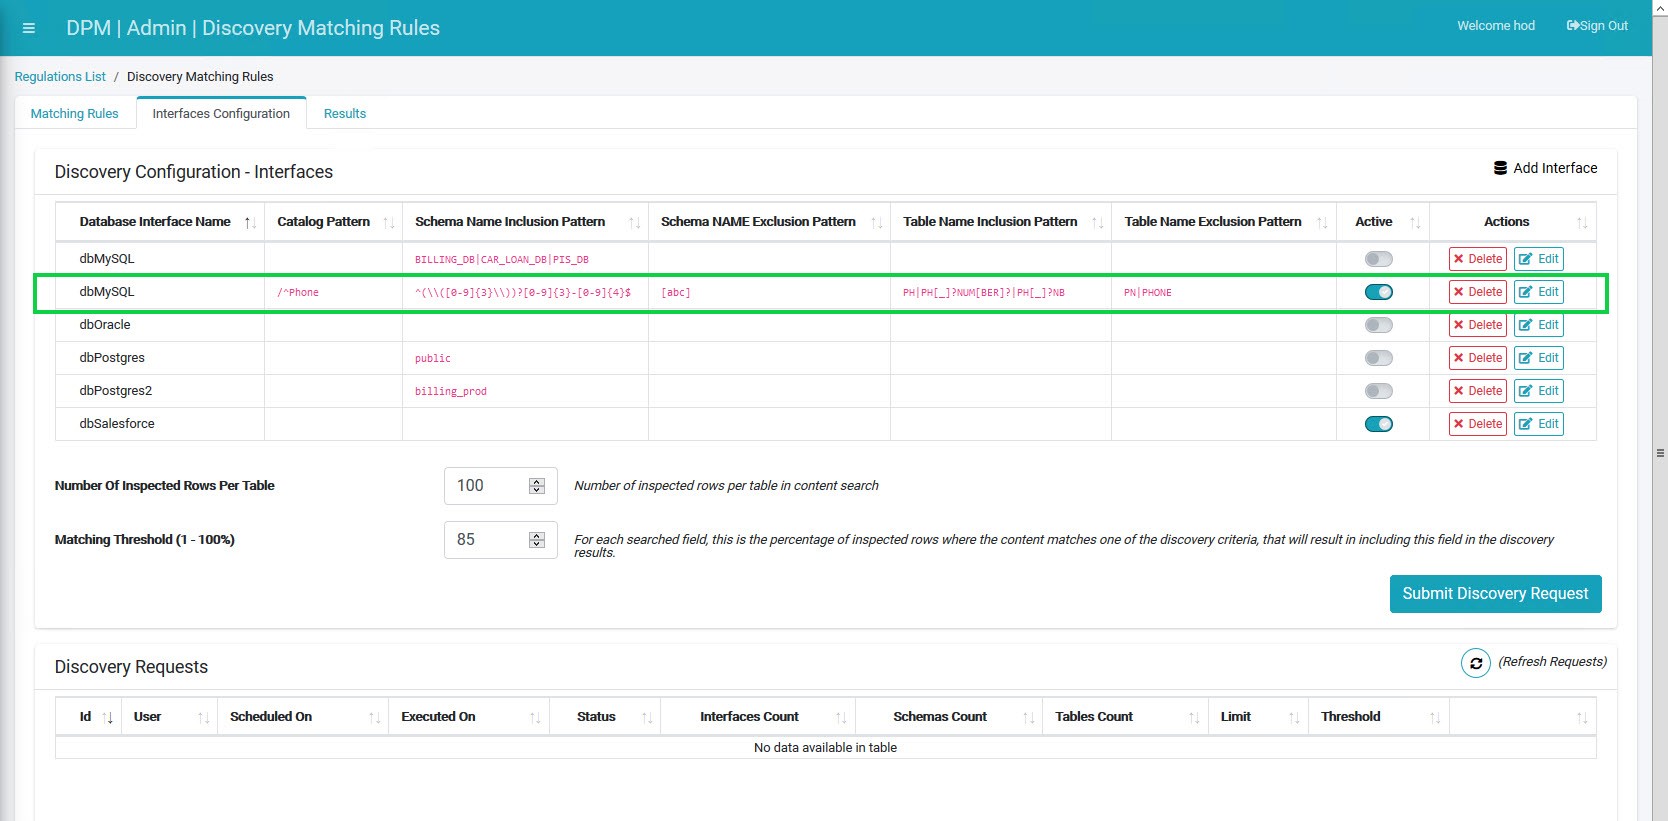 DPM | Admin | Discovery Matching Rules
Welcome hod
Sign Out
Regulations List / Discovery Matching Rules
Matching Rules
Interfaces Configuration
Results
Discovery Configuration - Interfaces
Add Interface
Database Interface Name Catalog Pattern Schema Name Inclusion Pattern Schema NAME Exclusion Pattern Table Name Inclusion Pattern Table Name Exclusion Pattern Active Actions
dbMySQL BILLING_DB|CAR_LOAN_DB|PIS_DB Delete Edit
dbMySQL /^Phone ^(\\([0-9]{3}\\))?[0-9]{3}-[0-9]{4}$ [abc] PH|PH[_]?NUM[BER]?|PH[_]?NB PN|PHONE Delete Edit
dbOracle Delete Edit
dbPostgres public Delete Edit
dbPostgres2 billing_prod Delete Edit
dbSalesforce Delete Edit
Number Of Inspected Rows Per Table 100 Number of inspected rows per table in content search
Matching Threshold (1 - 100%) 85 For each searched field, this is the percentage of inspected rows where the content matches one of the discovery criteria, that will result in including this field in the discovery
results.
Submit Discovery Request
Discovery Requests
(Refresh Requests)
Id User Scheduled On Executed On Status Interfaces Count Schemas Count Tables Count Limit Threshold
No data available in table